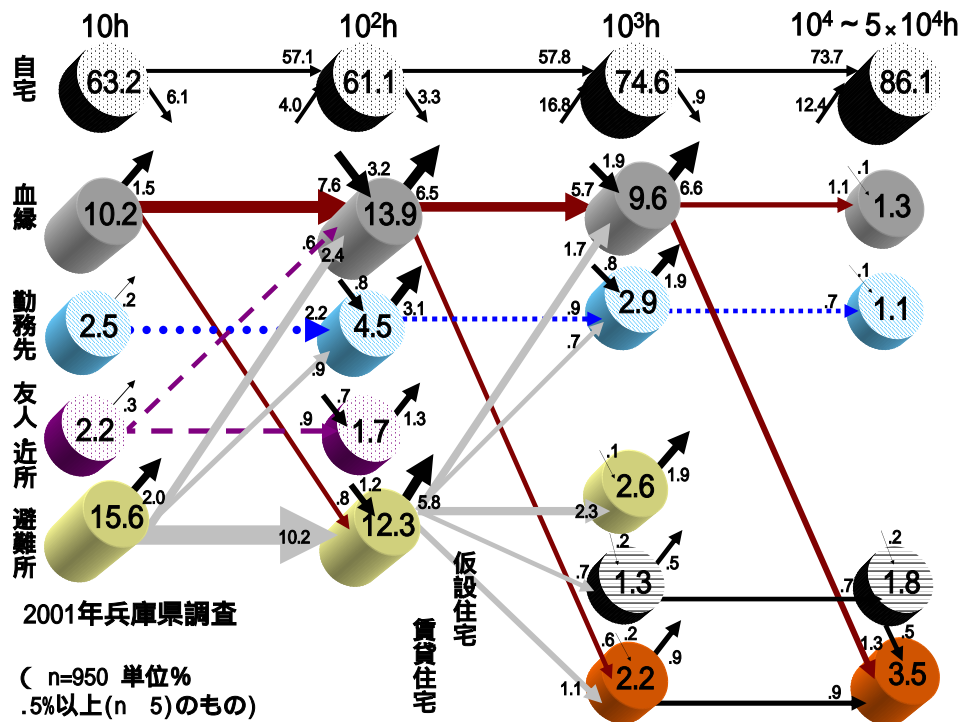 10h 10²h 10³h 10⁴～5×10⁴h
自宅
63.2 57.1 61.1 57.8 74.6 73.7 86.1
6.1 4.0 3.3 16.8 .9 12.4
血縁
10.2 1.5 7.6 3.2 13.9 6.5 5.7 1.9 9.6 6.6 1.1 .1 1.3
.6 2.4 1.7
勤務先
2.5 .2 2.2 .8 4.5 3.1 .9 .8 2.9 1.9 .7 .1 1.1
.9 .7
友人・近所
2.2 .3 .9 .7 1.7 1.3
避難所
15.6 2.0 10.2 .8 1.2 12.3 5.8 2.3 .1 2.6 1.9
仮設住宅
.7 .2 1.3 .5 .7 .2 1.8
賃貸住宅
1.1 .6 .2 2.2 .9 .9 1.3 .5 3.5
2001年兵庫県調査
( n=950 単位%
.5%以上(n 5)のもの)